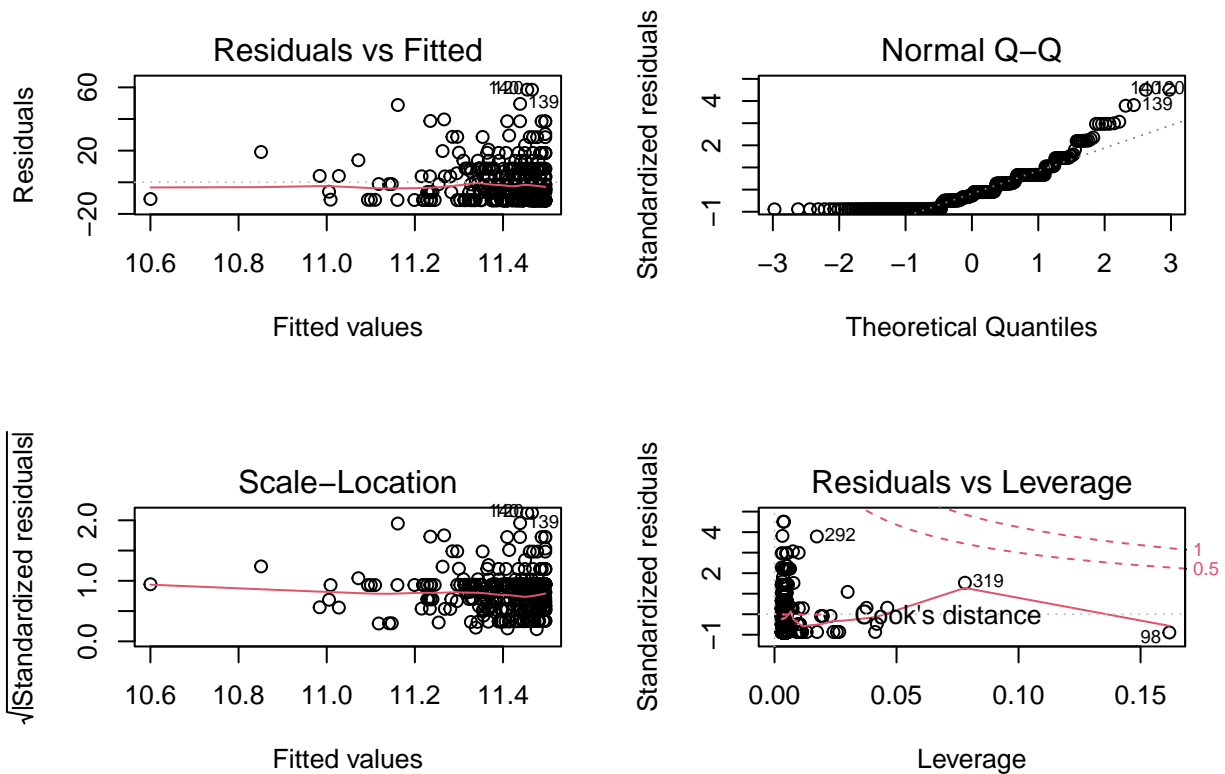 Residuals vs Fitted
Residuals
−20
20
60
139
10.6 10.8 11.0 11.2 11.4
Fitted values
Normal Q−Q
Standardized residuals
−1
2
4
140 120
139
−3 −2 −1 0 1 2 3
Theoretical Quantiles
Scale−Location
√|Standardized residuals|
0.0
1.0
2.0
139
10.6 10.8 11.0 11.2 11.4
Fitted values
Residuals vs Leverage
Standardized residuals
−1
2
4
292
319
98
Cook's distance
1
0.5
0.00 0.05 0.10 0.15
Leverage